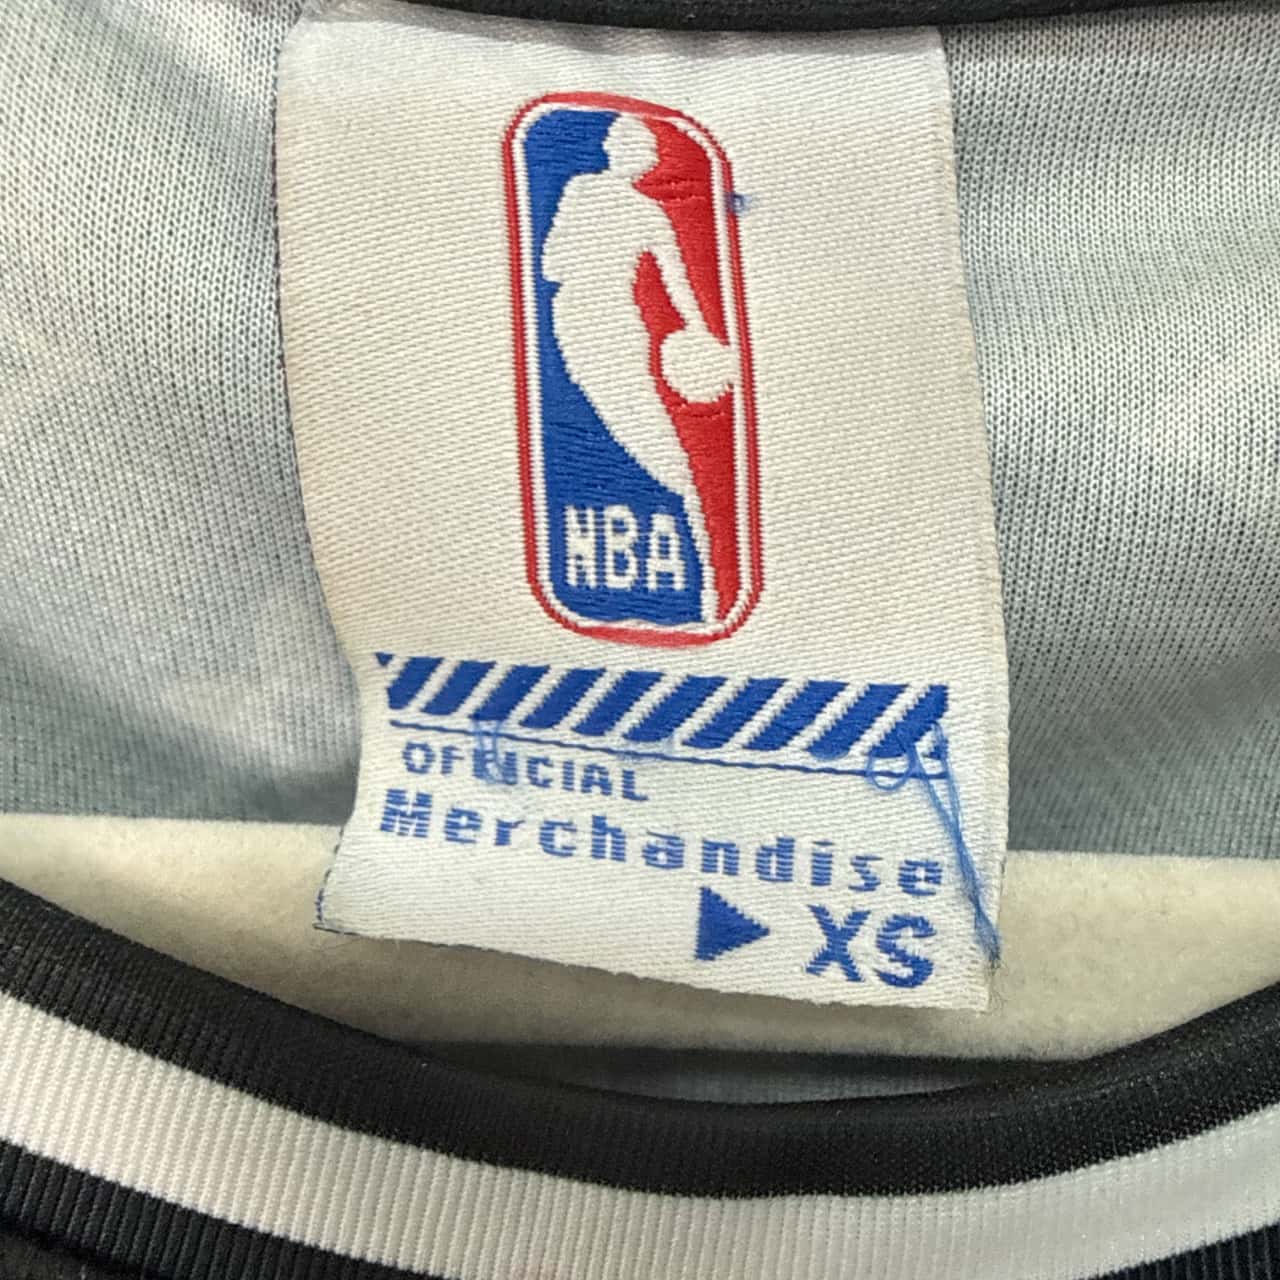 NBA
OFFICIAL
Merchandise
▶ XS